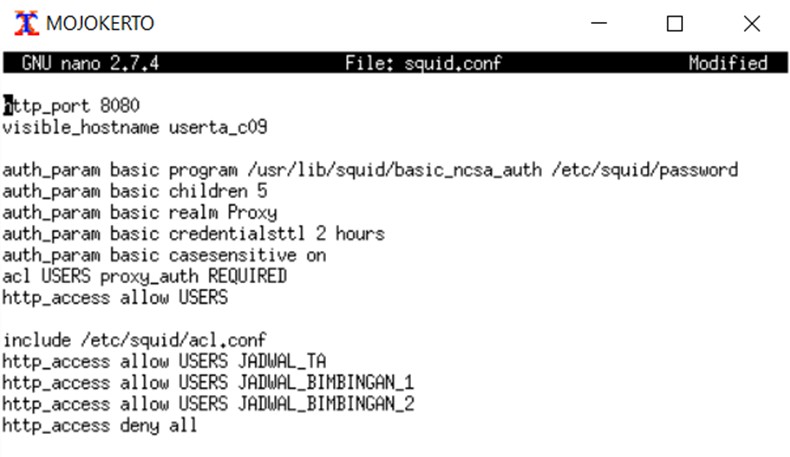 MOJOKERTO
GNU nano 2.7.4 File: squid.conf Modified
http_port 8080
visible_hostname userta_c09
auth_param basic program /usr/lib/squid/basic_ncsa_auth /etc/squid/password
auth_param basic children 5
auth_param basic realm Proxy
auth_param basic credentialsttl 2 hours
auth_param basic casesensitive on
acl USERS proxy_auth REQUIRED
http_access allow USERS
include /etc/squid/acl.conf
http_access allow USERS JADWAL_TA
http_access allow USERS JADWAL_BIMBINGAN_1
http_access allow USERS JADWAL_BIMBINGAN_2
http_access deny all